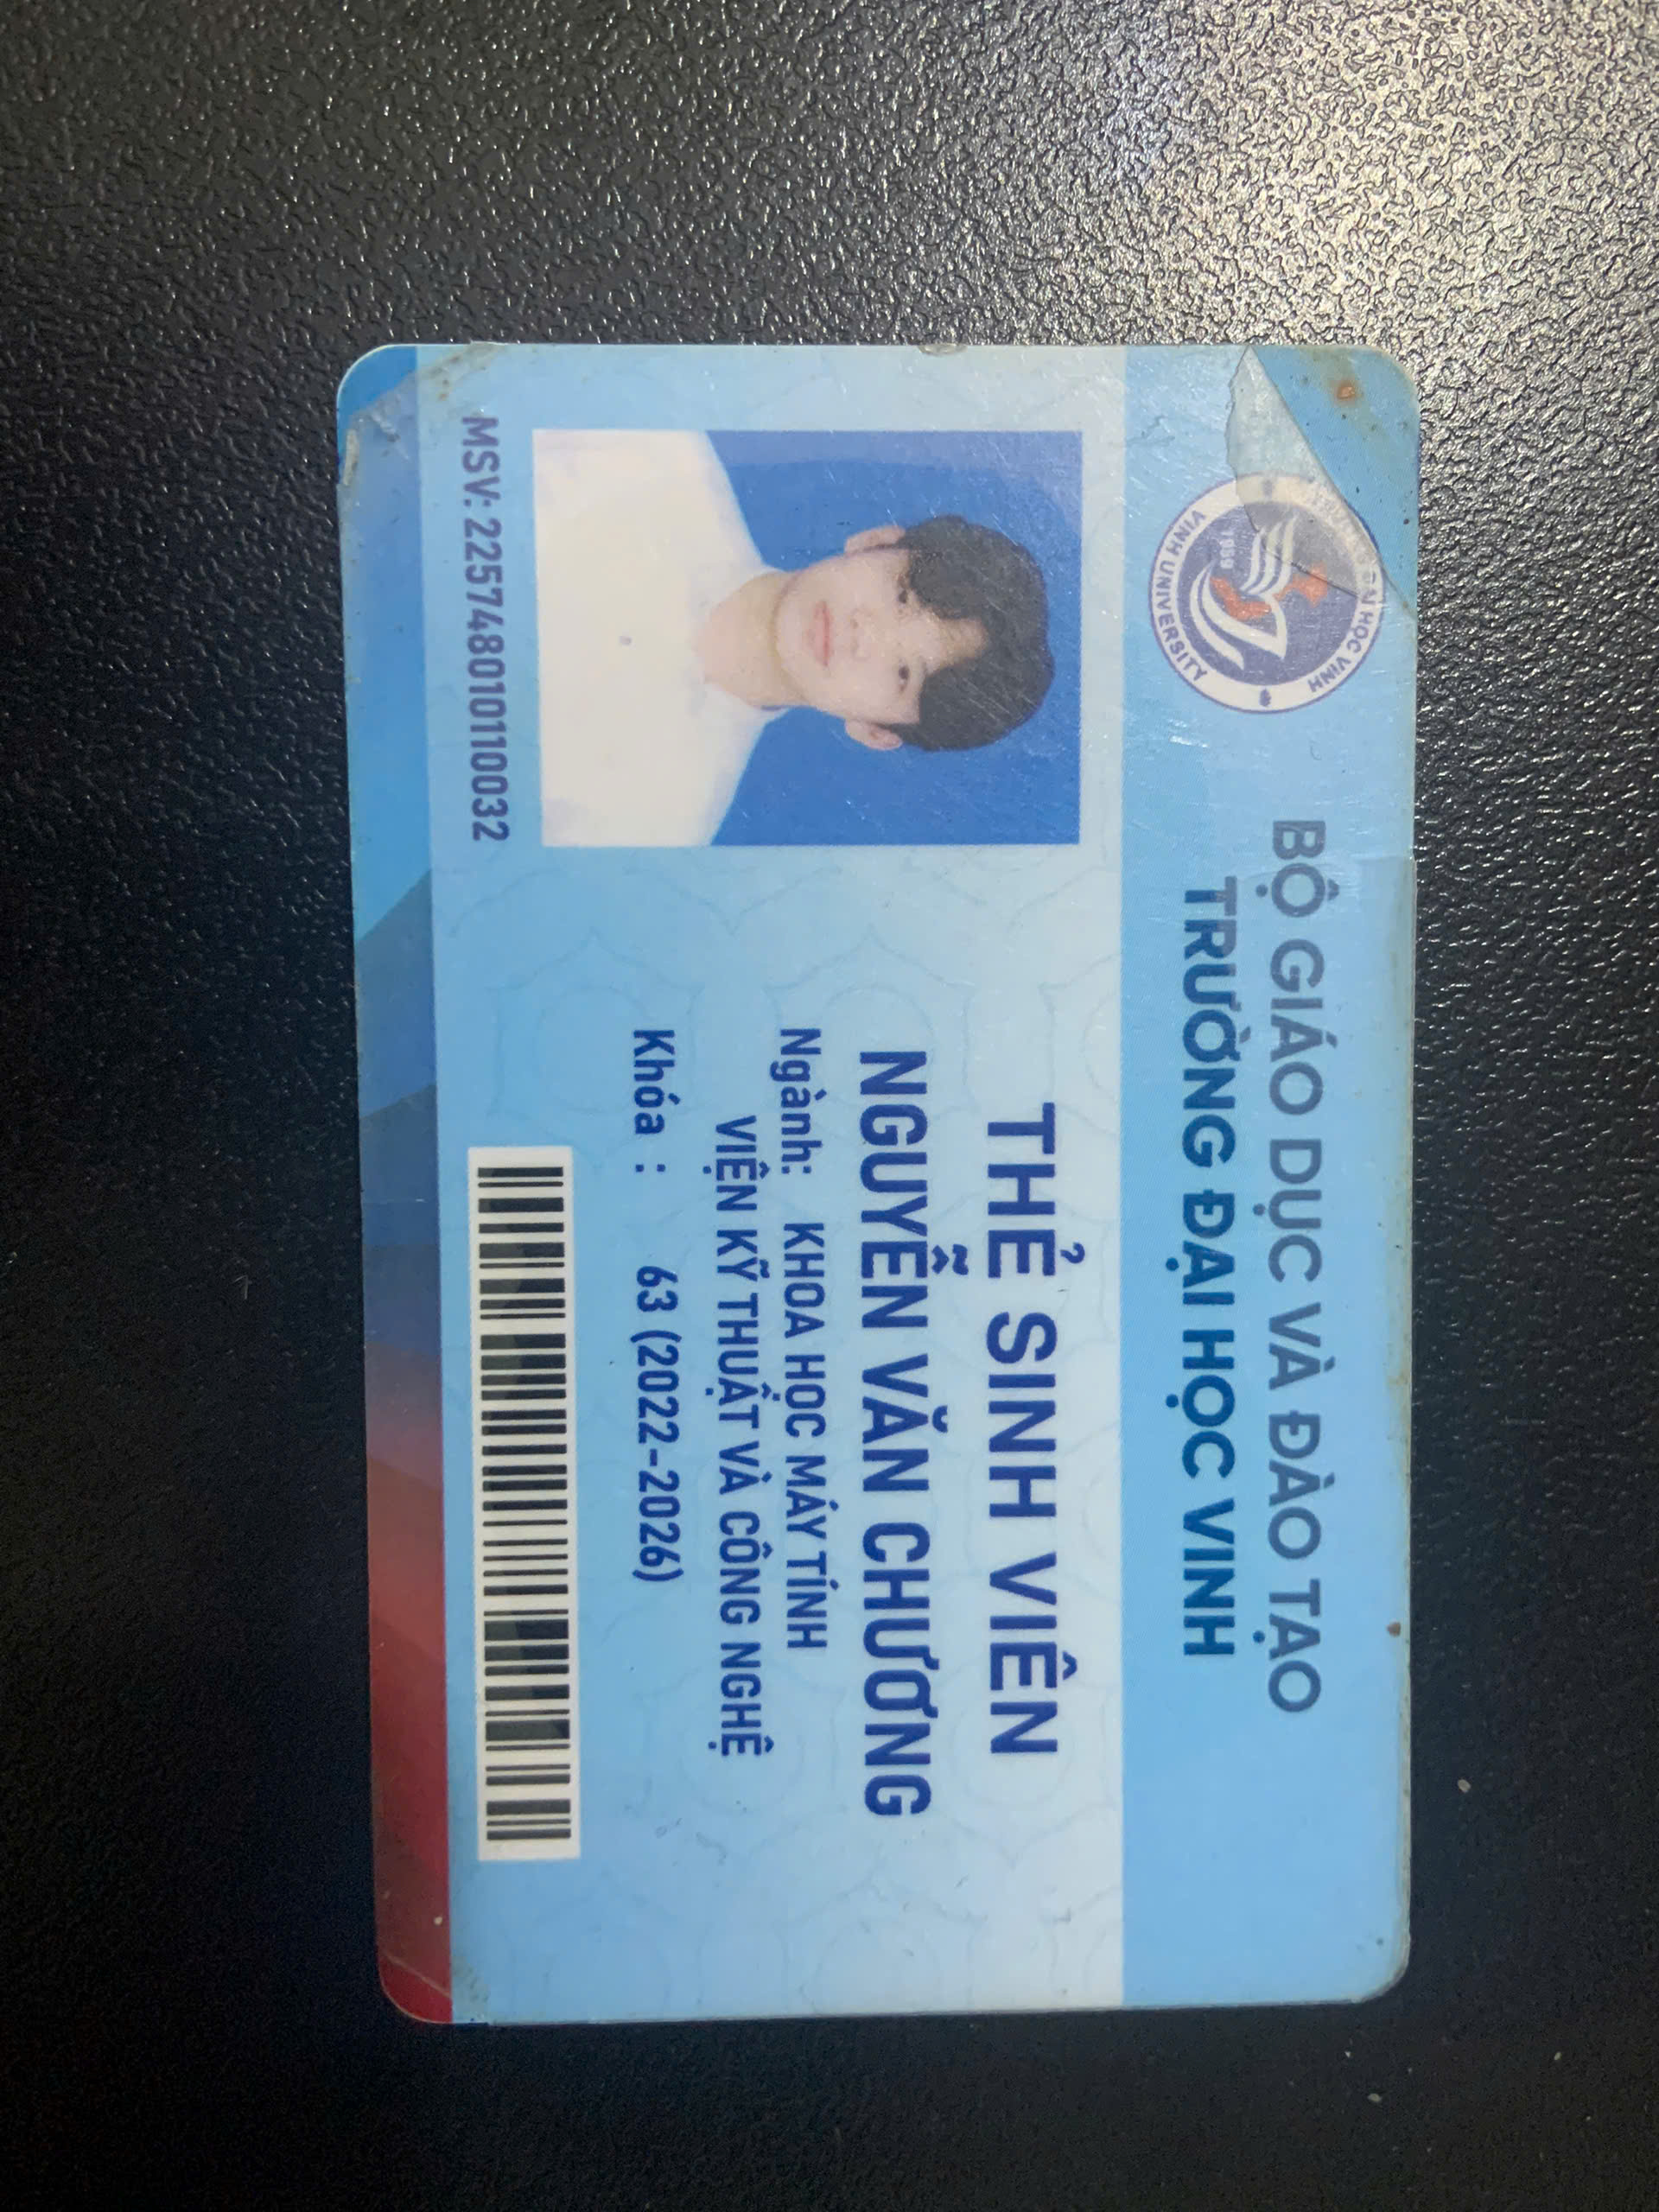 BỘ GIÁO DỤC VÀ ĐÀO TẠO
TRƯỜNG ĐẠI HỌC VINH
HỌC VINH
1959
VINH UNIVERSITY
THẺ SINH VIÊN
NGUYỄN VĂN CHƯƠNG
Ngành: KHOA HỌC MÁY TÍNH
VIỆN KỸ THUẬT VÀ CÔNG NGHỆ
Khóa : 63 (2022-2026)
MSV: 225748010110032